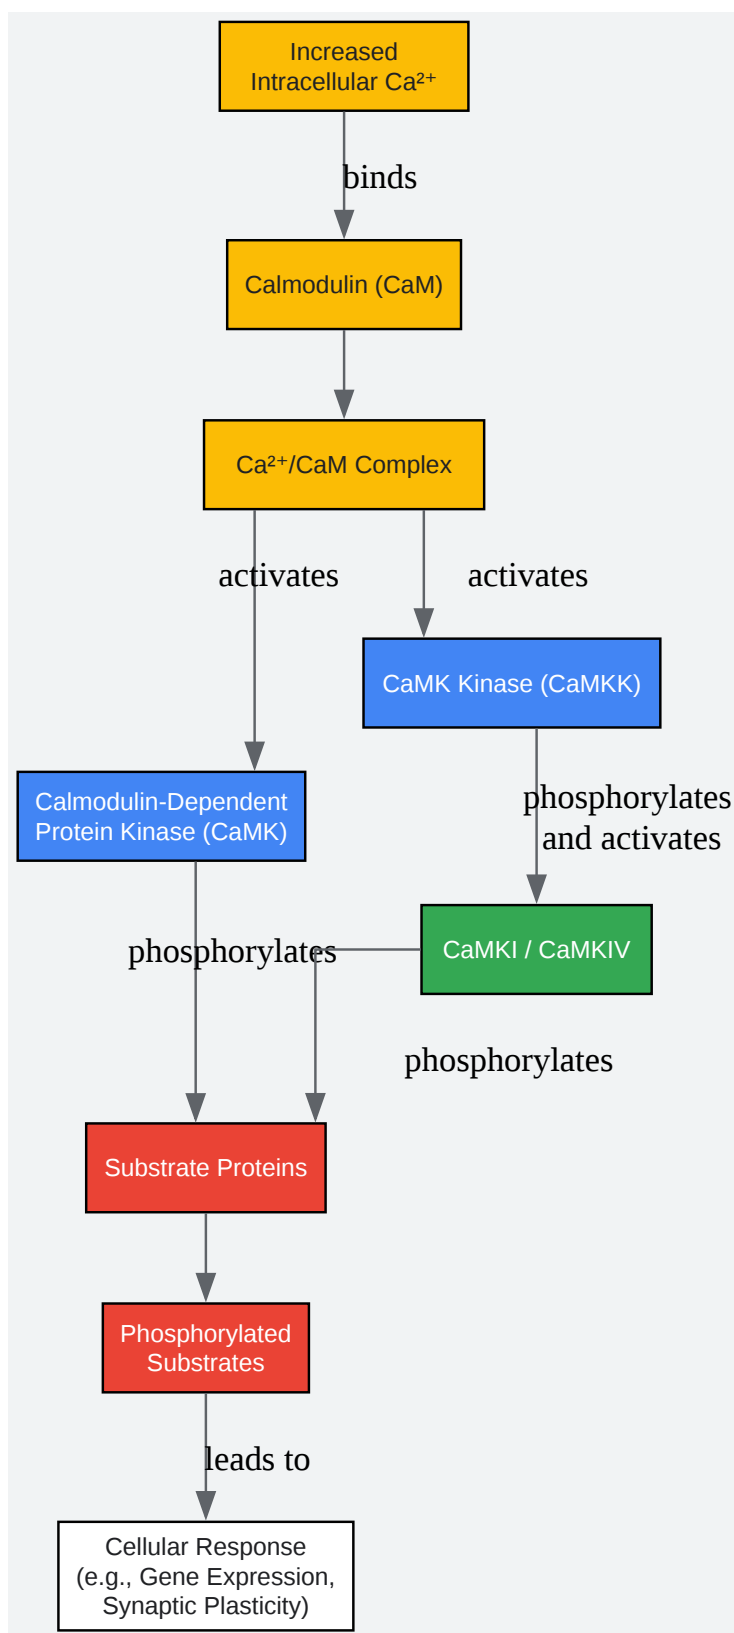 Increased
Intracellular Ca²⁺
binds
Calmodulin (CaM)
Ca²⁺/CaM Complex
activates
activates
CaMK Kinase (CaMKK)
Calmodulin-Dependent
Protein Kinase (CaMK)
phosphorylates
and activates
phosphorylates
CaMKI / CaMKIV
phosphorylates
Substrate Proteins
Phosphorylated
Substrates
leads to
Cellular Response
(e.g., Gene Expression,
Synaptic Plasticity)